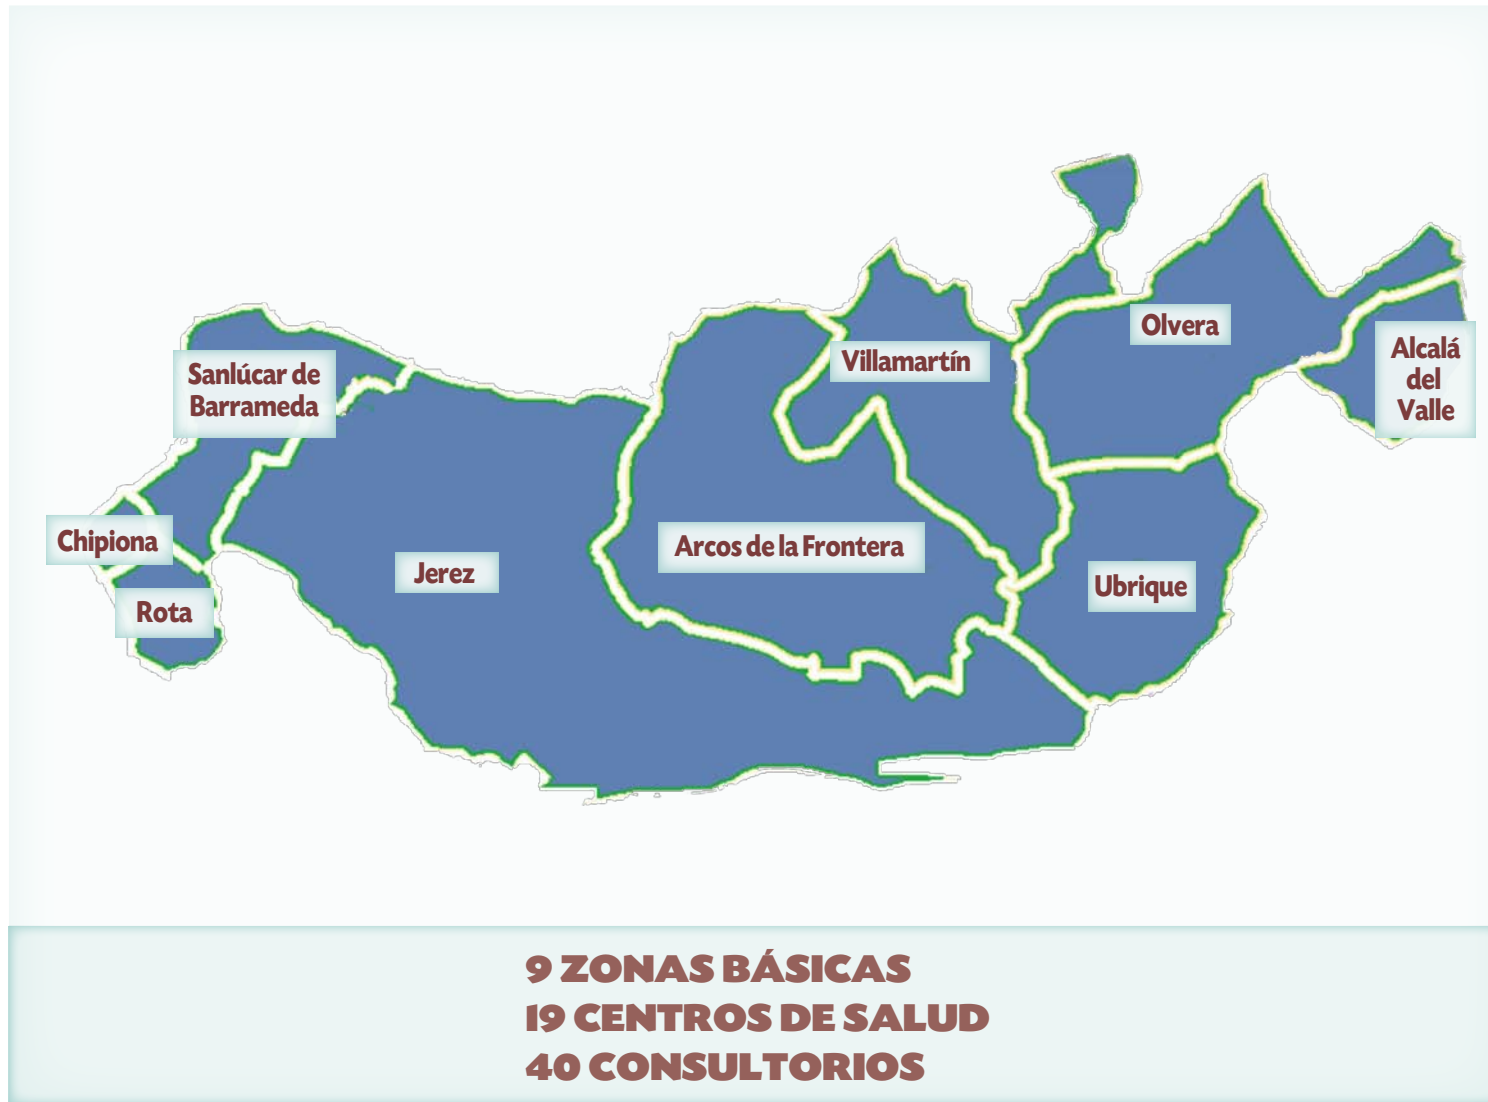 Olvera
Villamartín
Alcalá
del
Valle
Sanlúcar de
Barrameda
Chipiona
Arcos de la Frontera
Jerez
Ubrique
Rota
9 ZONAS BÁSICAS
19 CENTROS DE SALUD
40 CONSULTORIOS